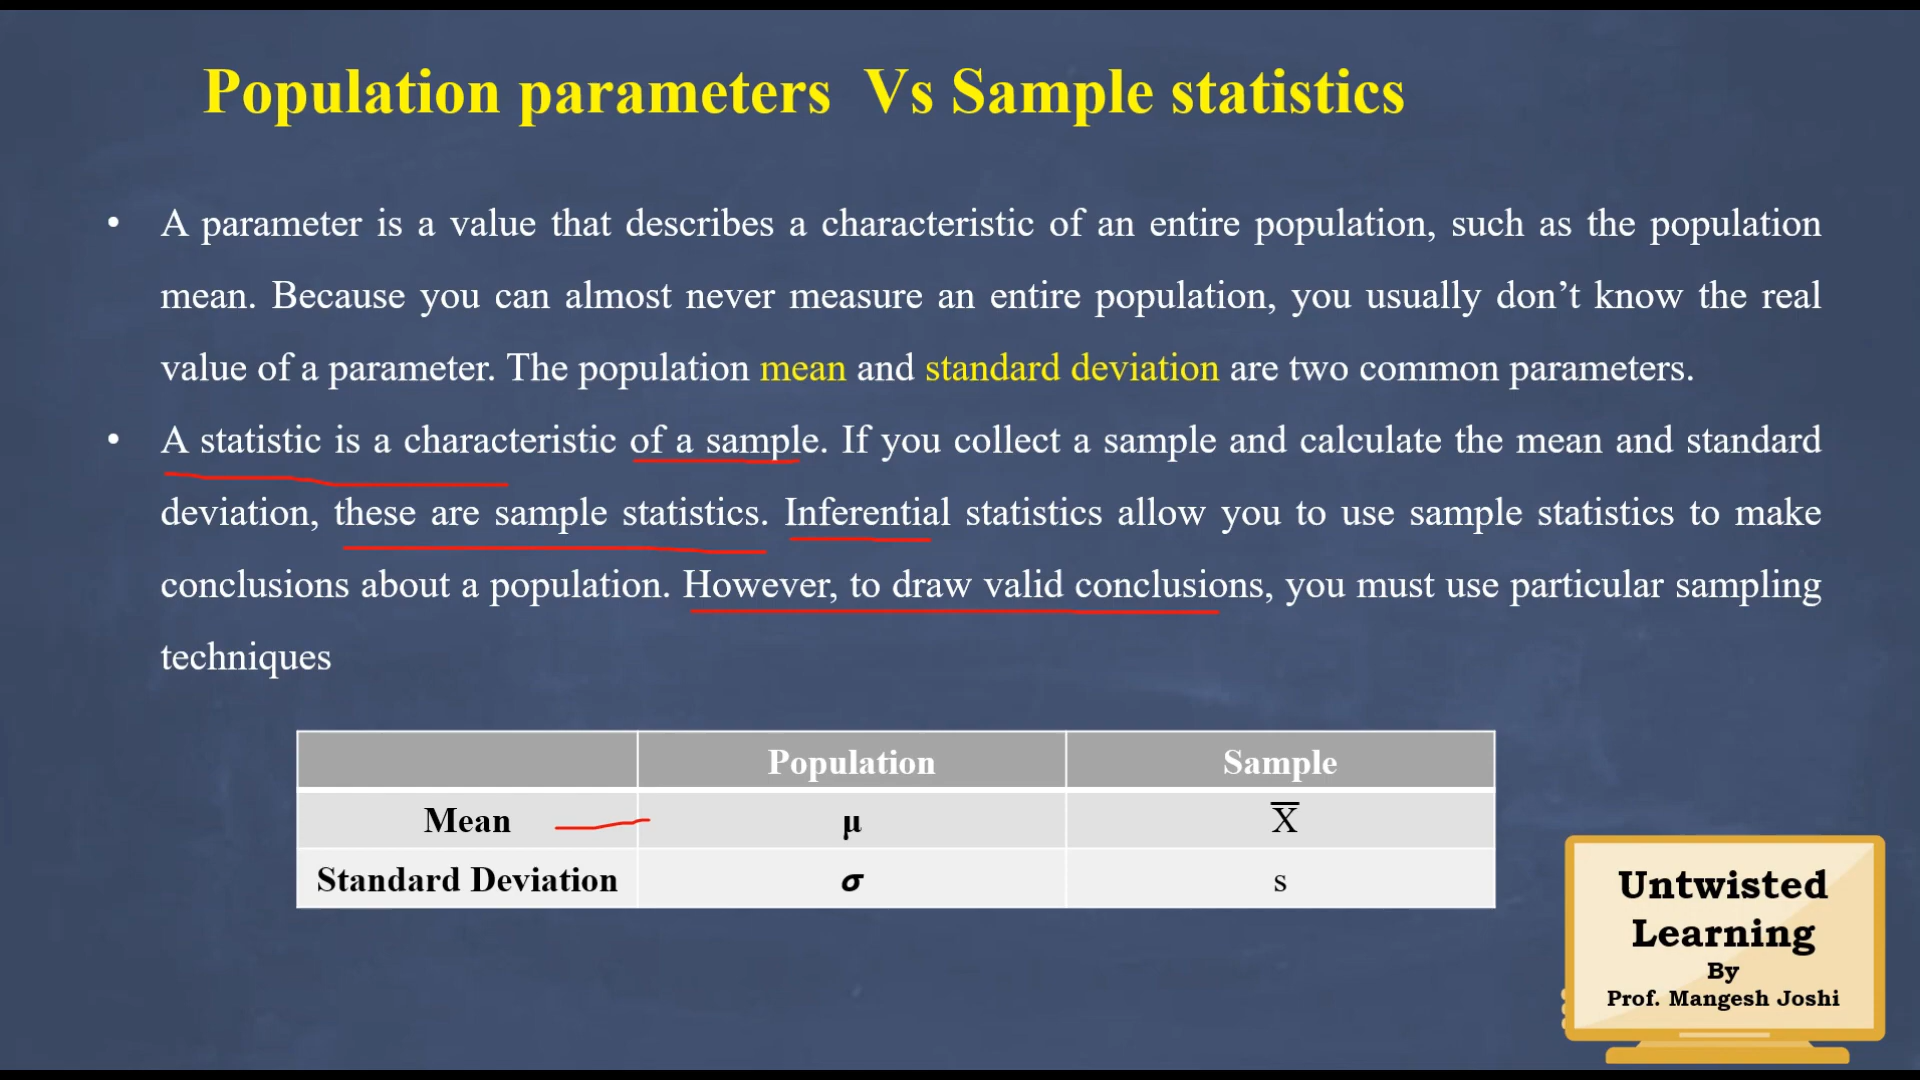 Population parameters Vs Sample statistics
• A parameter is a value that describes a characteristic of an entire population, such as the population
mean. Because you can almost never measure an entire population, you usually don’t know the real
value of a parameter. The population mean and standard deviation are two common parameters.
• A statistic is a characteristic of a sample. If you collect a sample and calculate the mean and standard
deviation, these are sample statistics. Inferential statistics allow you to use sample statistics to make
conclusions about a population. However, to draw valid conclusions, you must use particular sampling
techniques
Population Sample
Mean μ X̅
Standard Deviation σ s
Untwisted
Learning
By
Prof. Mangesh Joshi